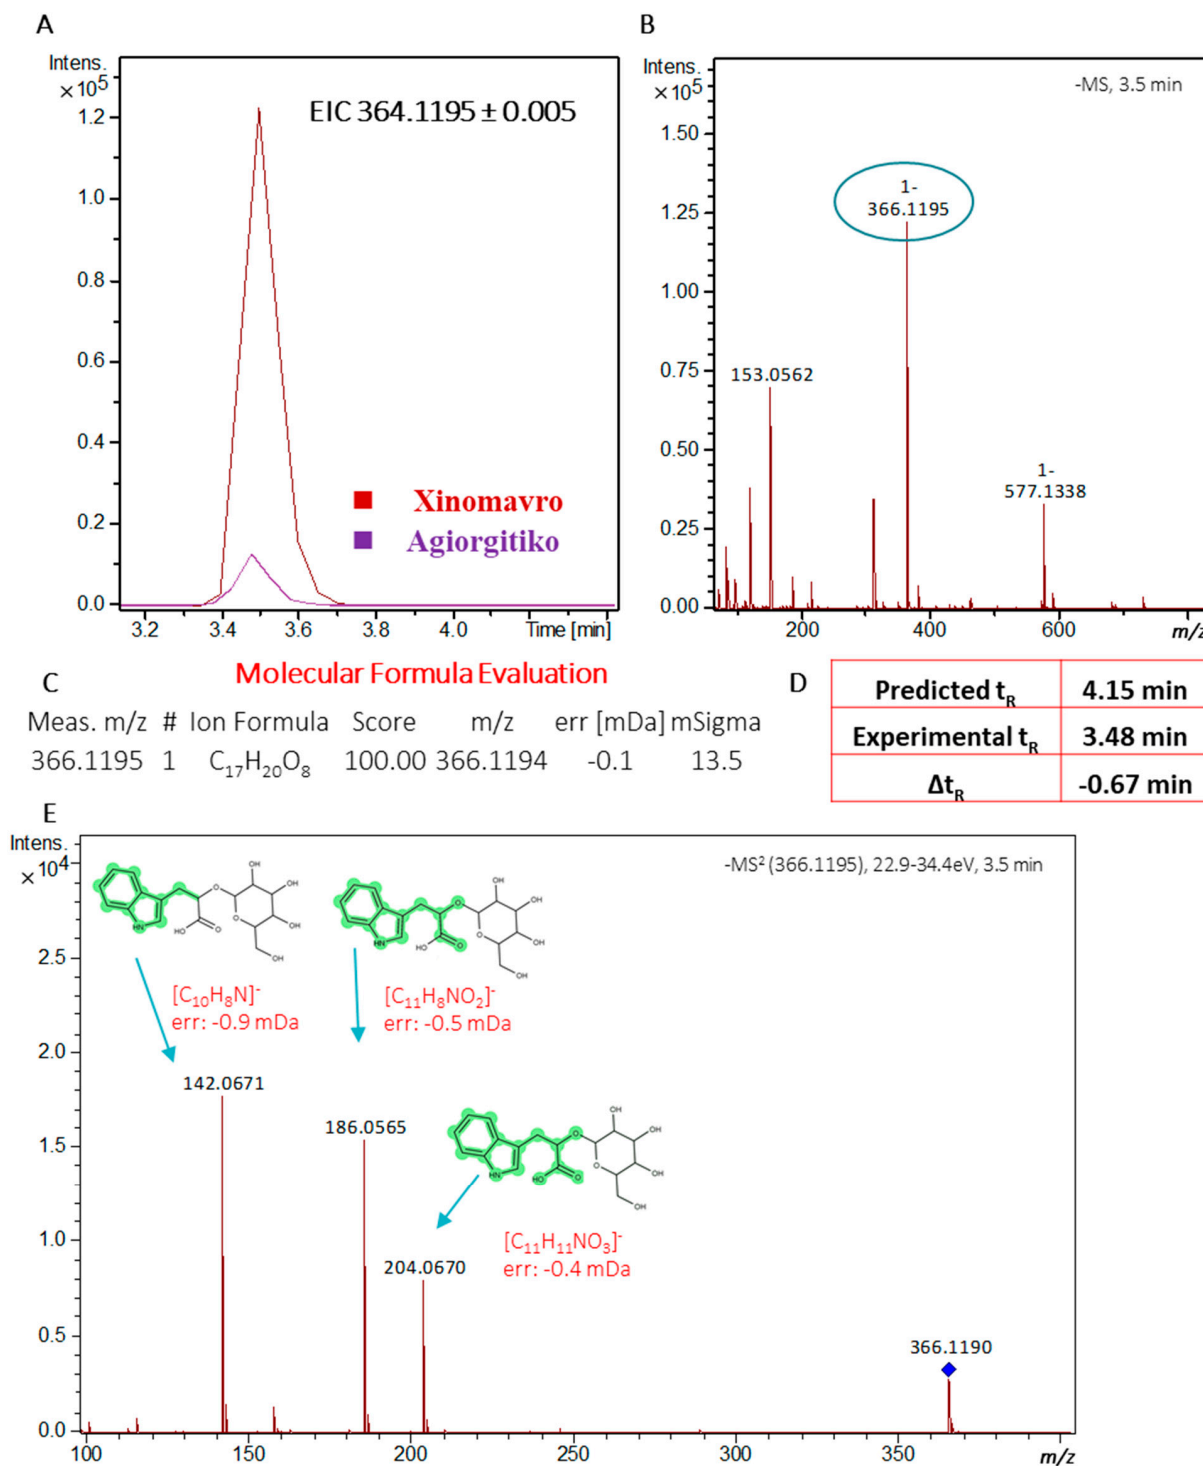 A
Intens.
×10⁵
EIC 364.1195 ± 0.005
1.2
1.0
0.8
0.6
0.4
0.2
0.0
Xinomavro
Agiorgitiko
3.2 3.4 3.6 3.8 4.0 Time [min]
B
Intens.
×10⁵
-MS, 3.5 min
1.50
1.25
1.00
0.75
0.50
0.25
0.00
1-
366.1195
153.0562
1-
577.1338
200 400 600 m/z
C
Molecular Formula Evaluation
Meas. m/z # Ion Formula Score m/z err [mDa] mSigma
366.1195 1 C₁₇H₂₀O₈ 100.00 366.1194 -0.1 13.5
D
Predicted tR 4.15 min
Experimental tR 3.48 min
ΔtR -0.67 min
E
Intens.
×10⁴
-MS² (366.1195), 22.9-34.4eV, 3.5 min
2.5
2.0
1.5
1.0
0.5
0.0
[C₁₀H₈N]⁻
err: -0.9 mDa
142.0671
[C₁₁H₈NO₂]⁻
err: -0.5 mDa
186.0565
[C₁₁H₁₁NO₃]⁻
err: -0.4 mDa
204.0670
366.1190
100 150 200 250 300 350 m/z